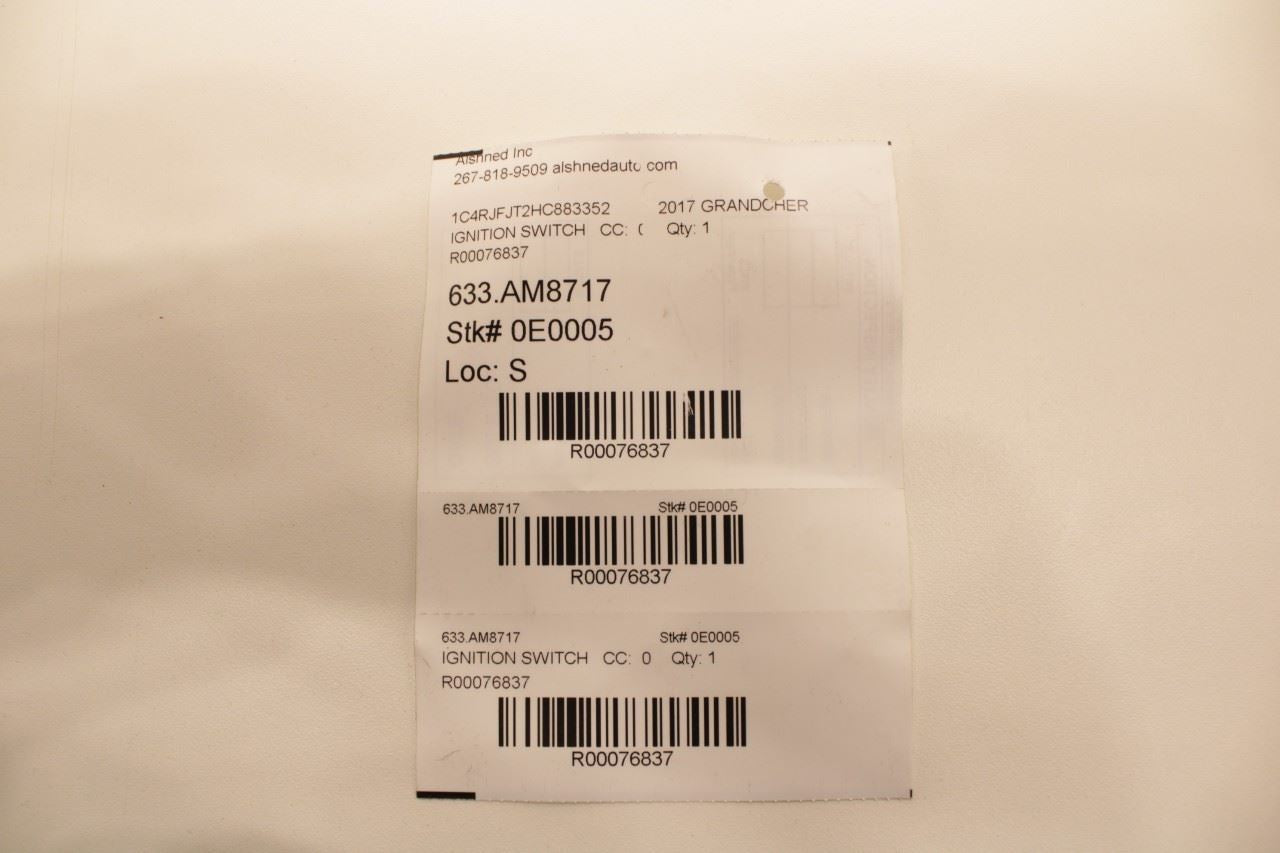 Alshned Inc
267-818-9509 alshnedauto com
1C4RJFJT2HC883352 2017 GRANDCHER
IGNITION SWITCH CC: 0 Qty: 1
R00076837
633.AM8717
Stk# 0E0005
Loc: S
R00076837
633.AM8717 Stk# 0E0005
R00076837
633.AM8717 Stk# 0E0005
IGNITION SWITCH CC: 0 Qty: 1
R00076837
R00076837